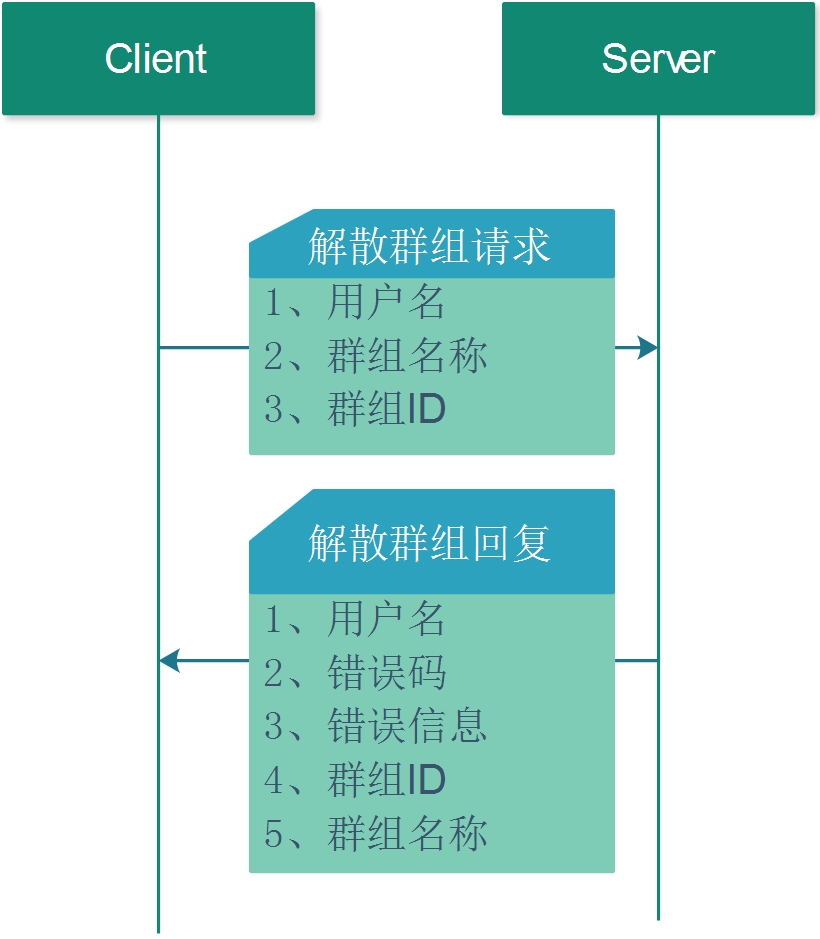 Client
Server
解散群组请求
1、用户名
2、群组名称
3、群组ID
解散群组回复
1、用户名
2、错误码
3、错误信息
4、群组ID
5、群组名称